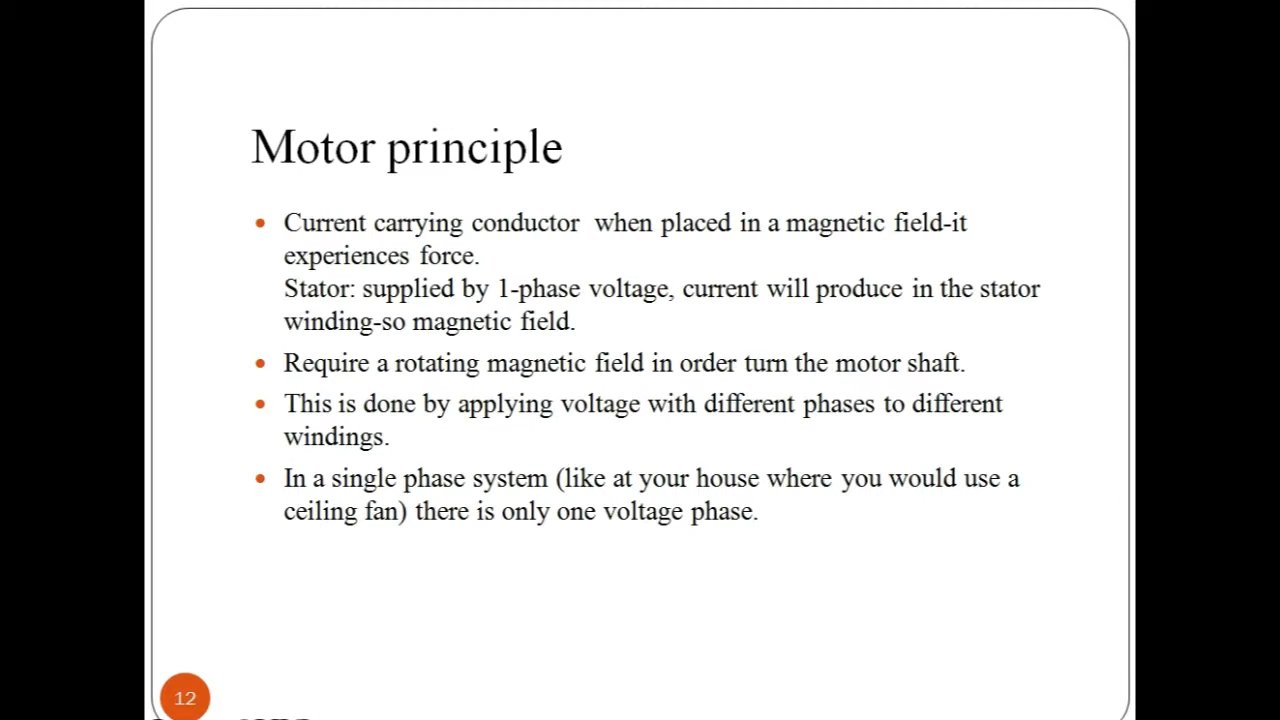 Motor principle
Current carrying conductor when placed in a magnetic field-it
experiences force.
Stator: supplied by 1-phase voltage, current will produce in the stator
winding-so magnetic field.
Require a rotating magnetic field in order turn the motor shaft.
This is done by applying voltage with different phases to different
windings.
In a single phase system (like at your house where you would use a
ceiling fan) there is only one voltage phase.
12